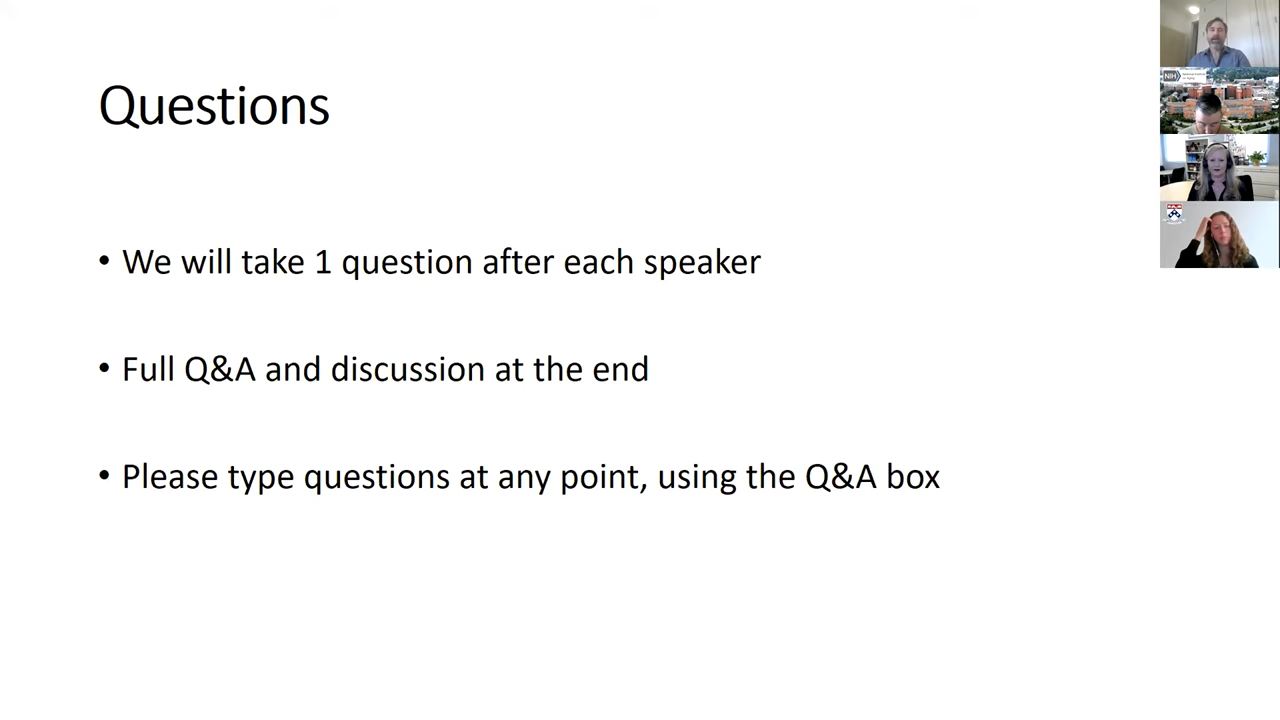 Questions
• We will take 1 question after each speaker
• Full Q&A and discussion at the end
• Please type questions at any point, using the Q&A box
NIH